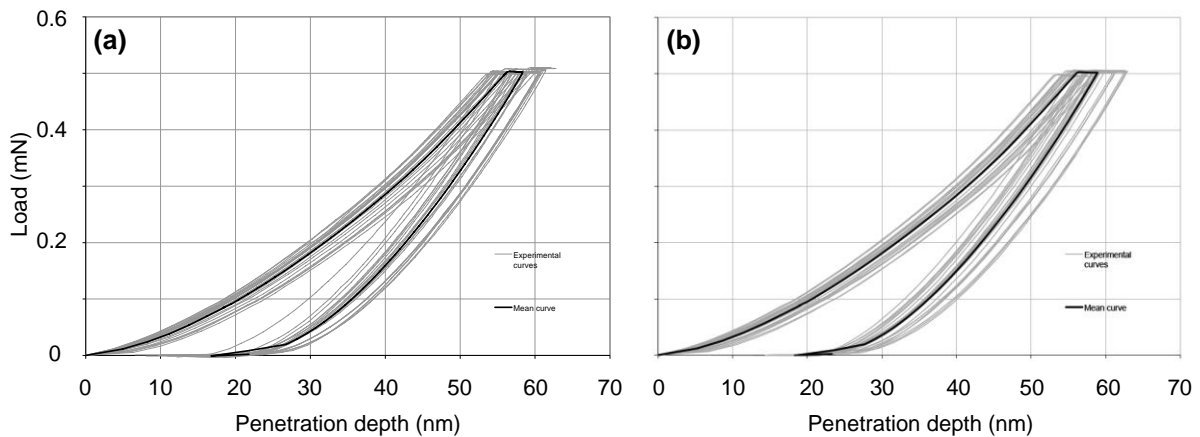 (a)
0.6
0.4
0.2
0
Load (mN)
Experimental
curves
Mean curve
0 10 20 30 40 50 60 70
Penetration depth (nm)
(b)
Experimental
curves
Mean curve
0 10 20 30 40 50 60 70
Penetration depth (nm)